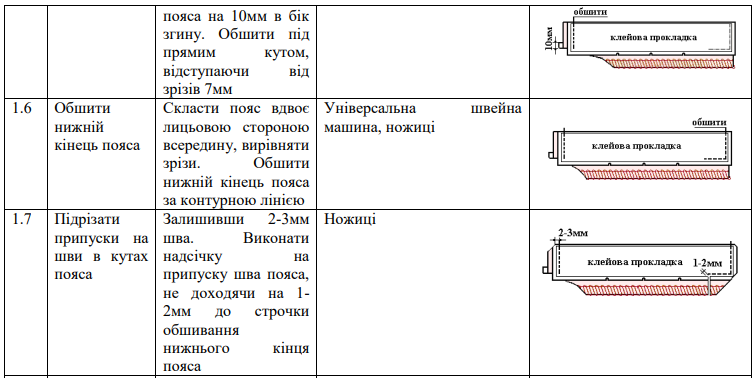 пояса на 10мм в бік
згину. Обшити під
прямим кутом,
відступаючи від
зрізів 7мм
обшити
клейова прокладка
10мм
1.6
Обшити
нижній
кінець пояса
Скласти пояс вдвоє
лицьовою стороною
всередину, вирівняти
зрізи. Обшити
нижній кінець пояса
за контурною лінією
Універсальна швейна
машина, ножиці
обшити
клейова прокладка
1.7
Підрізати
припуски на
шви в кутах
пояса
Залишивши 2-3мм
шва. Виконати
надсічку на
припуску шва пояса,
не доходячи на 1-
2мм до строчки
обшивання
нижнього кінця
пояса
Ножиці
2-3мм
клейова прокладка
1-2мм